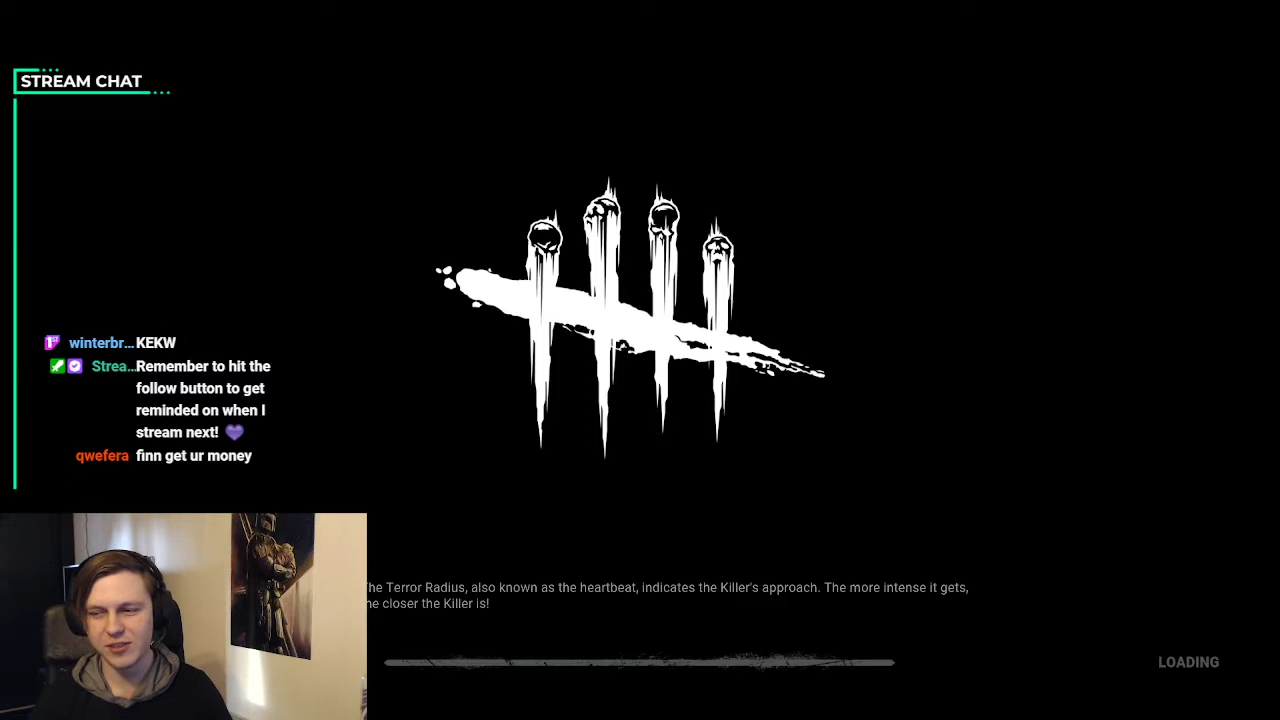 STREAM CHAT
winterbr... KEKW
Strea... Remember to hit the
follow button to get
reminded on when I
stream next!
qwefera finn get ur money
he Terror Radius, also known as the heartbeat, indicates the Killer's approach. The more intense it gets,
he closer the Killer is!
LOADING